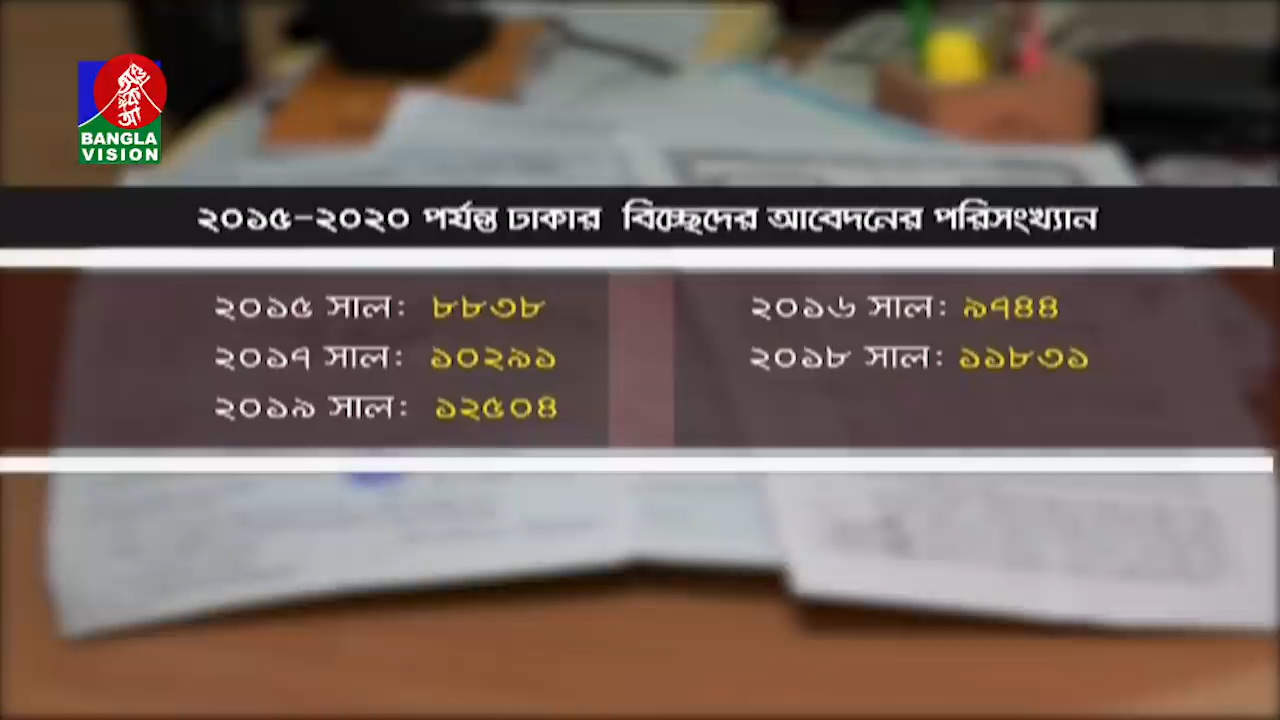 BANGLA
VISION
২০১৫-২০২০ পর্যন্ত ঢাকার বিচ্ছেদের আবেদনের পরিসংখ্যান
২০১৫ সাল: ৮৮৩৮
২০১৬ সাল: ৯৭৪৪
২০১৭ সাল: ১০২৯১
২০১৮ সাল: ১১৮৩১
২০১৯ সাল: ১২৫০৪